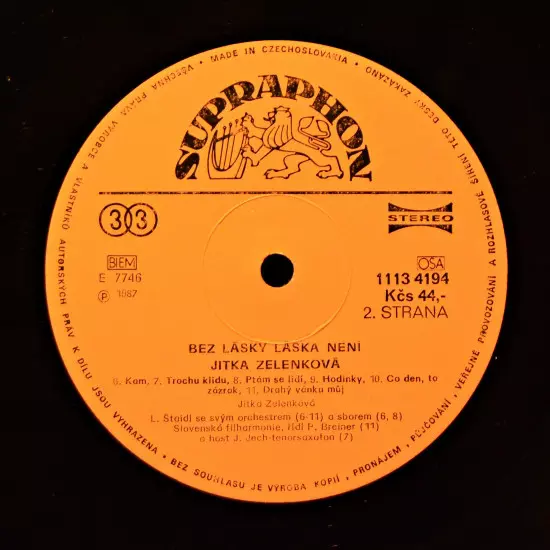 VŠECHNA PRÁVA VÝROBCE A VLASTNÍKŮ AUTORSKÝCH PRÁV K DÍLU JSOU VYHRAZENA • BEZ SOUHLASU JE VÝROBA KOPIÍ, PRONÁJEM, PŮJČOVÁNÍ, VEŘEJNÉ PROVOZOVÁNÍ A ROZHLASOVÉ ŠÍŘENÍ TÉTO DESKY ZAKÁZÁNO • MADE IN CZECHOSLOVAKIA •
SUPRAPHON
33
STEREO
BIEM
OSA
E 7746
1113 4194
Ⓟ 1987
Kčs 44,-
2. STRANA
BEZ LÁSKY LÁSKA NENÍ
JITKA ZELENKOVÁ
6. Kam, 7. Trochu klidu, 8. Ptám se lidí, 9. Hodinky, 10. Co den, to
zázrak, 11. Drahý vánku můj
Jitka Zelenková
L. Štaidl se svým orchestrem (6-11) a sborem (6, 8)
Slovenská filharmonie, řídí P. Breiner (11)
a host J. Jech-tenorsaxofon (7)